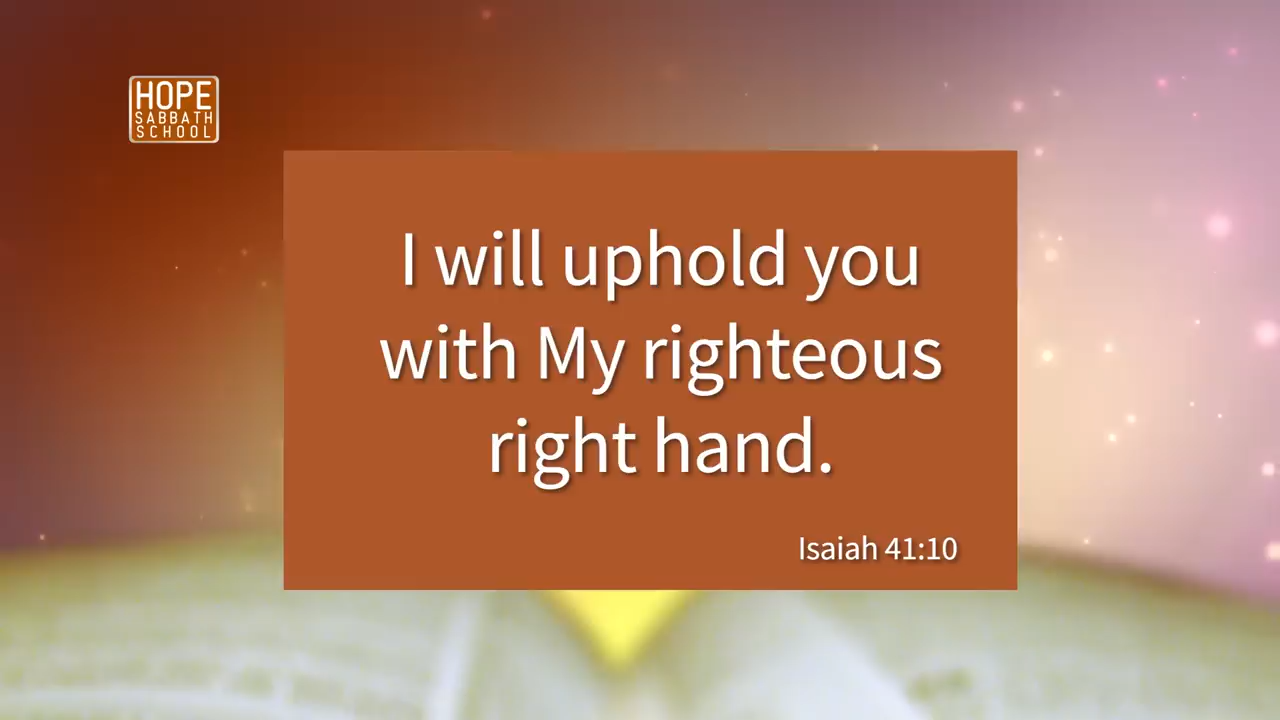 HOPE
SABBATH
SCHOOL
I will uphold you
with My righteous
right hand.
Isaiah 41:10